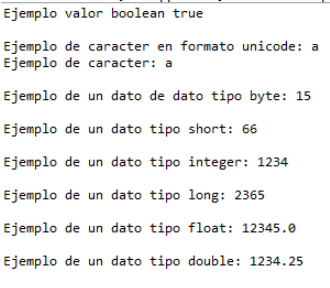 Ejemplo valor boolean true
Ejemplo de caracter en formato unicode: a
Ejemplo de caracter: a
Ejemplo de un dato de dato tipo byte: 15
Ejemplo de un dato tipo short: 66
Ejemplo de un dato tipo integer: 1234
Ejemplo de un dato tipo long: 2365
Ejemplo de un dato tipo float: 12345.0
Ejemplo de un dato tipo double: 1234.25